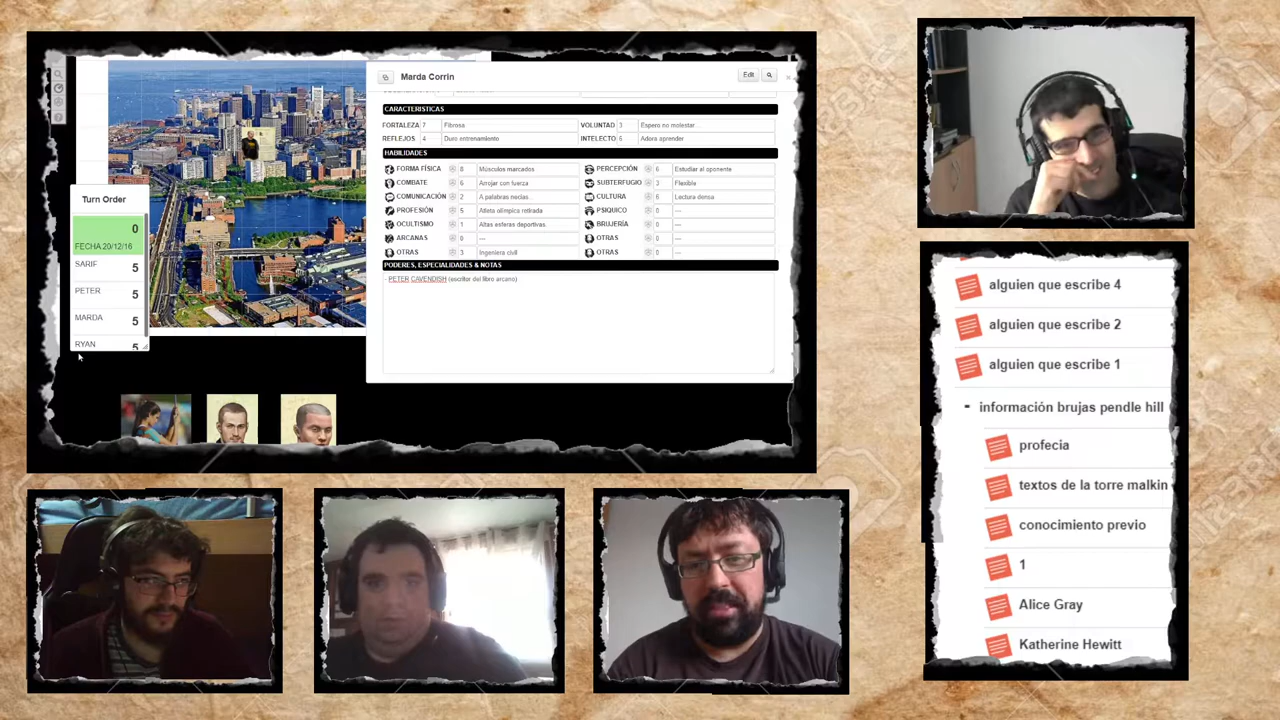 Marda Corrin
Edit
CARACTERISTICAS
FORTALEZA 7 Fibrosa VOLUNTAD 3 Espero no molestar...
REFLEJOS 4 Duro entrenamiento INTELECTO 6 Adora aprender
HABILIDADES
FORMA FÍSICA 8 Músculos marcados PERCEPCIÓN 6 Estudiar al oponente
COMBATE 6 Arrojar con fuerza SUBTERFUGIO 3 Flexible
COMUNICACIÓN 2 A palabras necias... CULTURA 6 Lectura densa
PROFESIÓN 5 Atleta olímpica retirada PSIQUICO 0 ---
OCULTISMO 1 Altas esferas deportivas. BRUJERÍA 0 ---
ARCANAS 0 --- OTRAS 0 ---
OTRAS 3 Ingeniera civil OTRAS 0 ---
PODERES, ESPECIALIDADES & NOTAS
- PETER CAVENDISH (escritor del libro arcano)
Turn Order
0
FECHA 20/12/16
SARIF 5
PETER 5
MARDA 5
RYAN 5
alguien que escribe 4
alguien que escribe 2
alguien que escribe 1
- información brujas pendle hill
profecia
textos de la torre malkin
conocimiento previo
1
Alice Gray
Katherine Hewitt